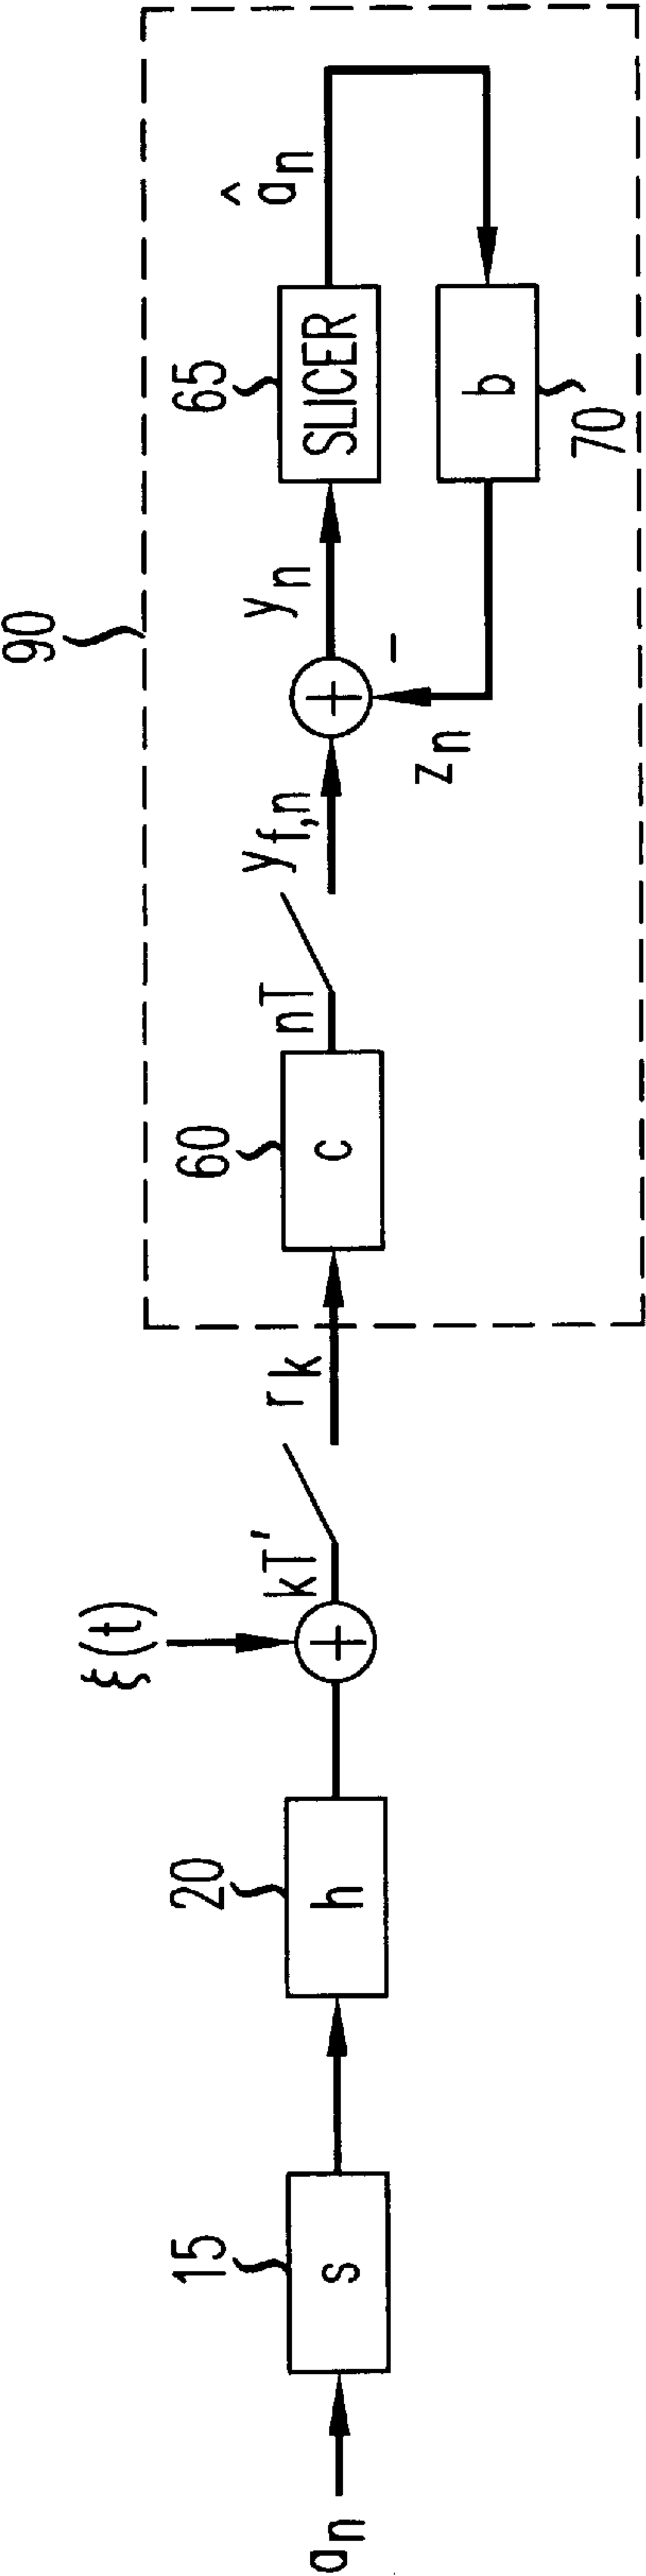 90
15
20
ξ(t)
60
65
a_n
s
h
kT'
r_k
c
nT
y_f,n
y_n
SLICER
â_n
-
z_n
b
70